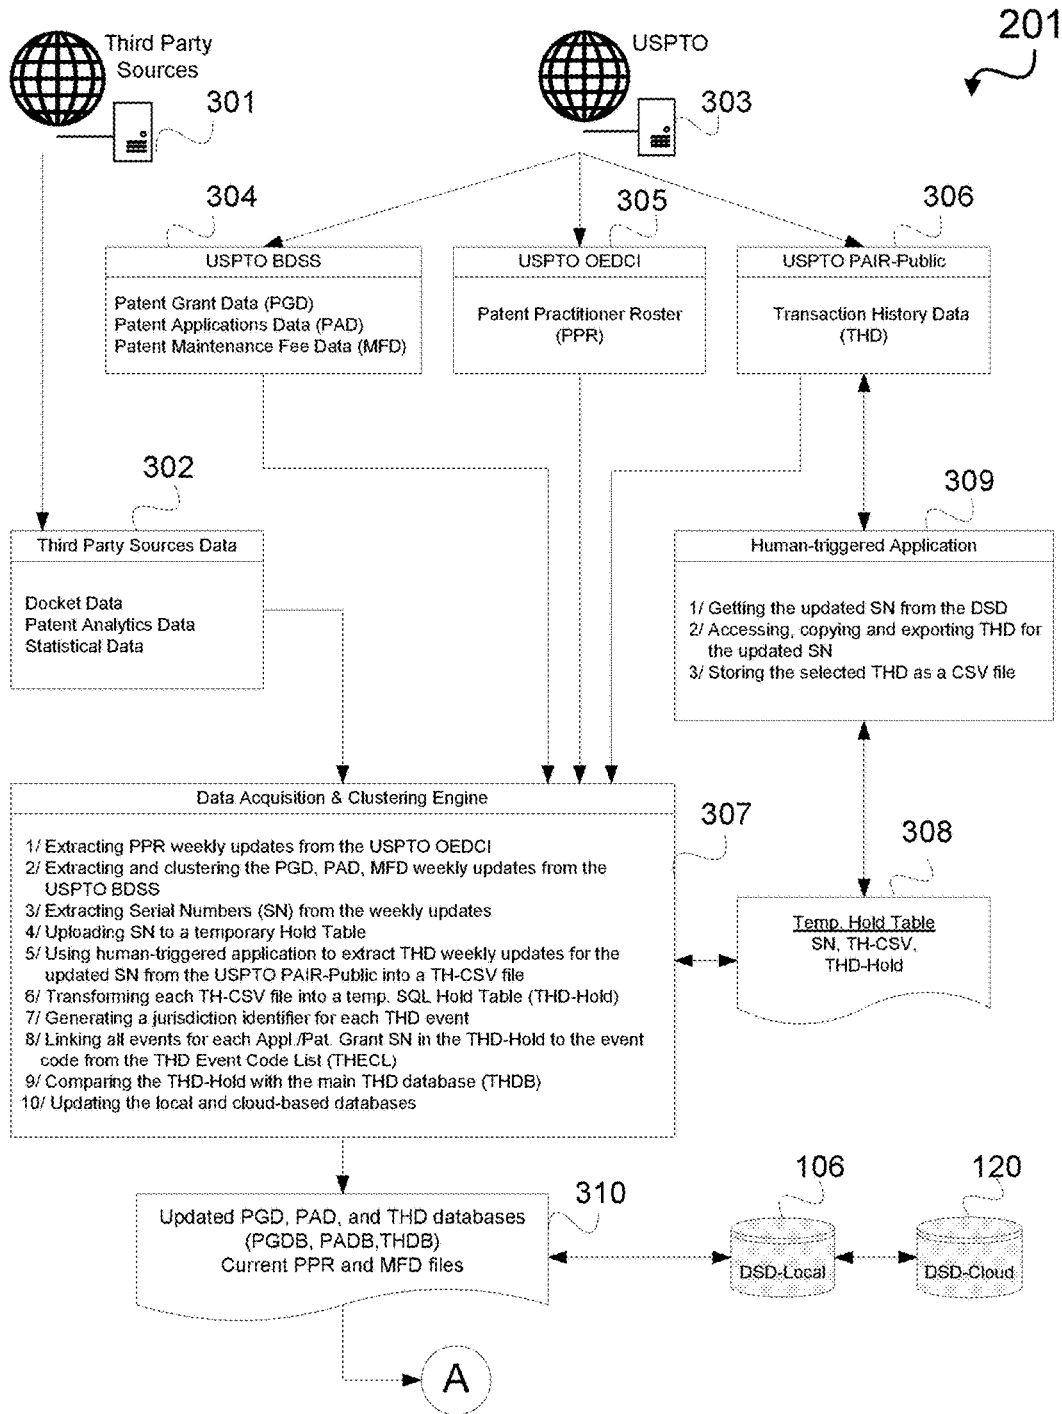 201
Third Party
Sources
301
USPTO
303
304
305
306
USPTO BDSS
Patent Grant Data (PGD)
Patent Applications Data (PAD)
Patent Maintenance Fee Data (MFD)
USPTO OEDCI
Patent Practitioner Roster
(PPR)
USPTO PAIR-Public
Transaction History Data
(THD)
302
Third Party Sources Data
Docket Data
Patent Analytics Data
Statistical Data
309
Human-triggered Application
1/ Getting the updated SN from the DSD
2/ Accessing, copying and exporting THD for
the updated SN
3/ Storing the selected THD as a CSV file
Data Acquisition & Clustering Engine
307
1/ Extracting PPR weekly updates from the USPTO OEDCI
2/ Extracting and clustering the PGD, PAD, MFD weekly updates from the
USPTO BDSS
3/ Extracting Serial Numbers (SN) from the weekly updates
4/ Uploading SN to a temporary Hold Table
5/ Using human-triggered application to extract THD weekly updates for the
updated SN from the USPTO PAIR-Public into a TH-CSV file
6/ Transforming each TH-CSV file into a temp. SQL Hold Table (THD-Hold)
7/ Generating a jurisdiction identifier for each THD event
8/ Linking all events for each Appl./Pat. Grant SN in the THD-Hold to the event
code from the THD Event Code List (THECL)
9/ Comparing the THD-Hold with the main THD database (THDB)
10/ Updating the local and cloud-based databases
308
Temp. Hold Table
SN, TH-CSV,
THD-Hold
310
Updated PGD, PAD, and THD databases
(PGDB, PADB,THDB)
Current PPR and MFD files
106
DSD-Local
120
DSD-Cloud
A